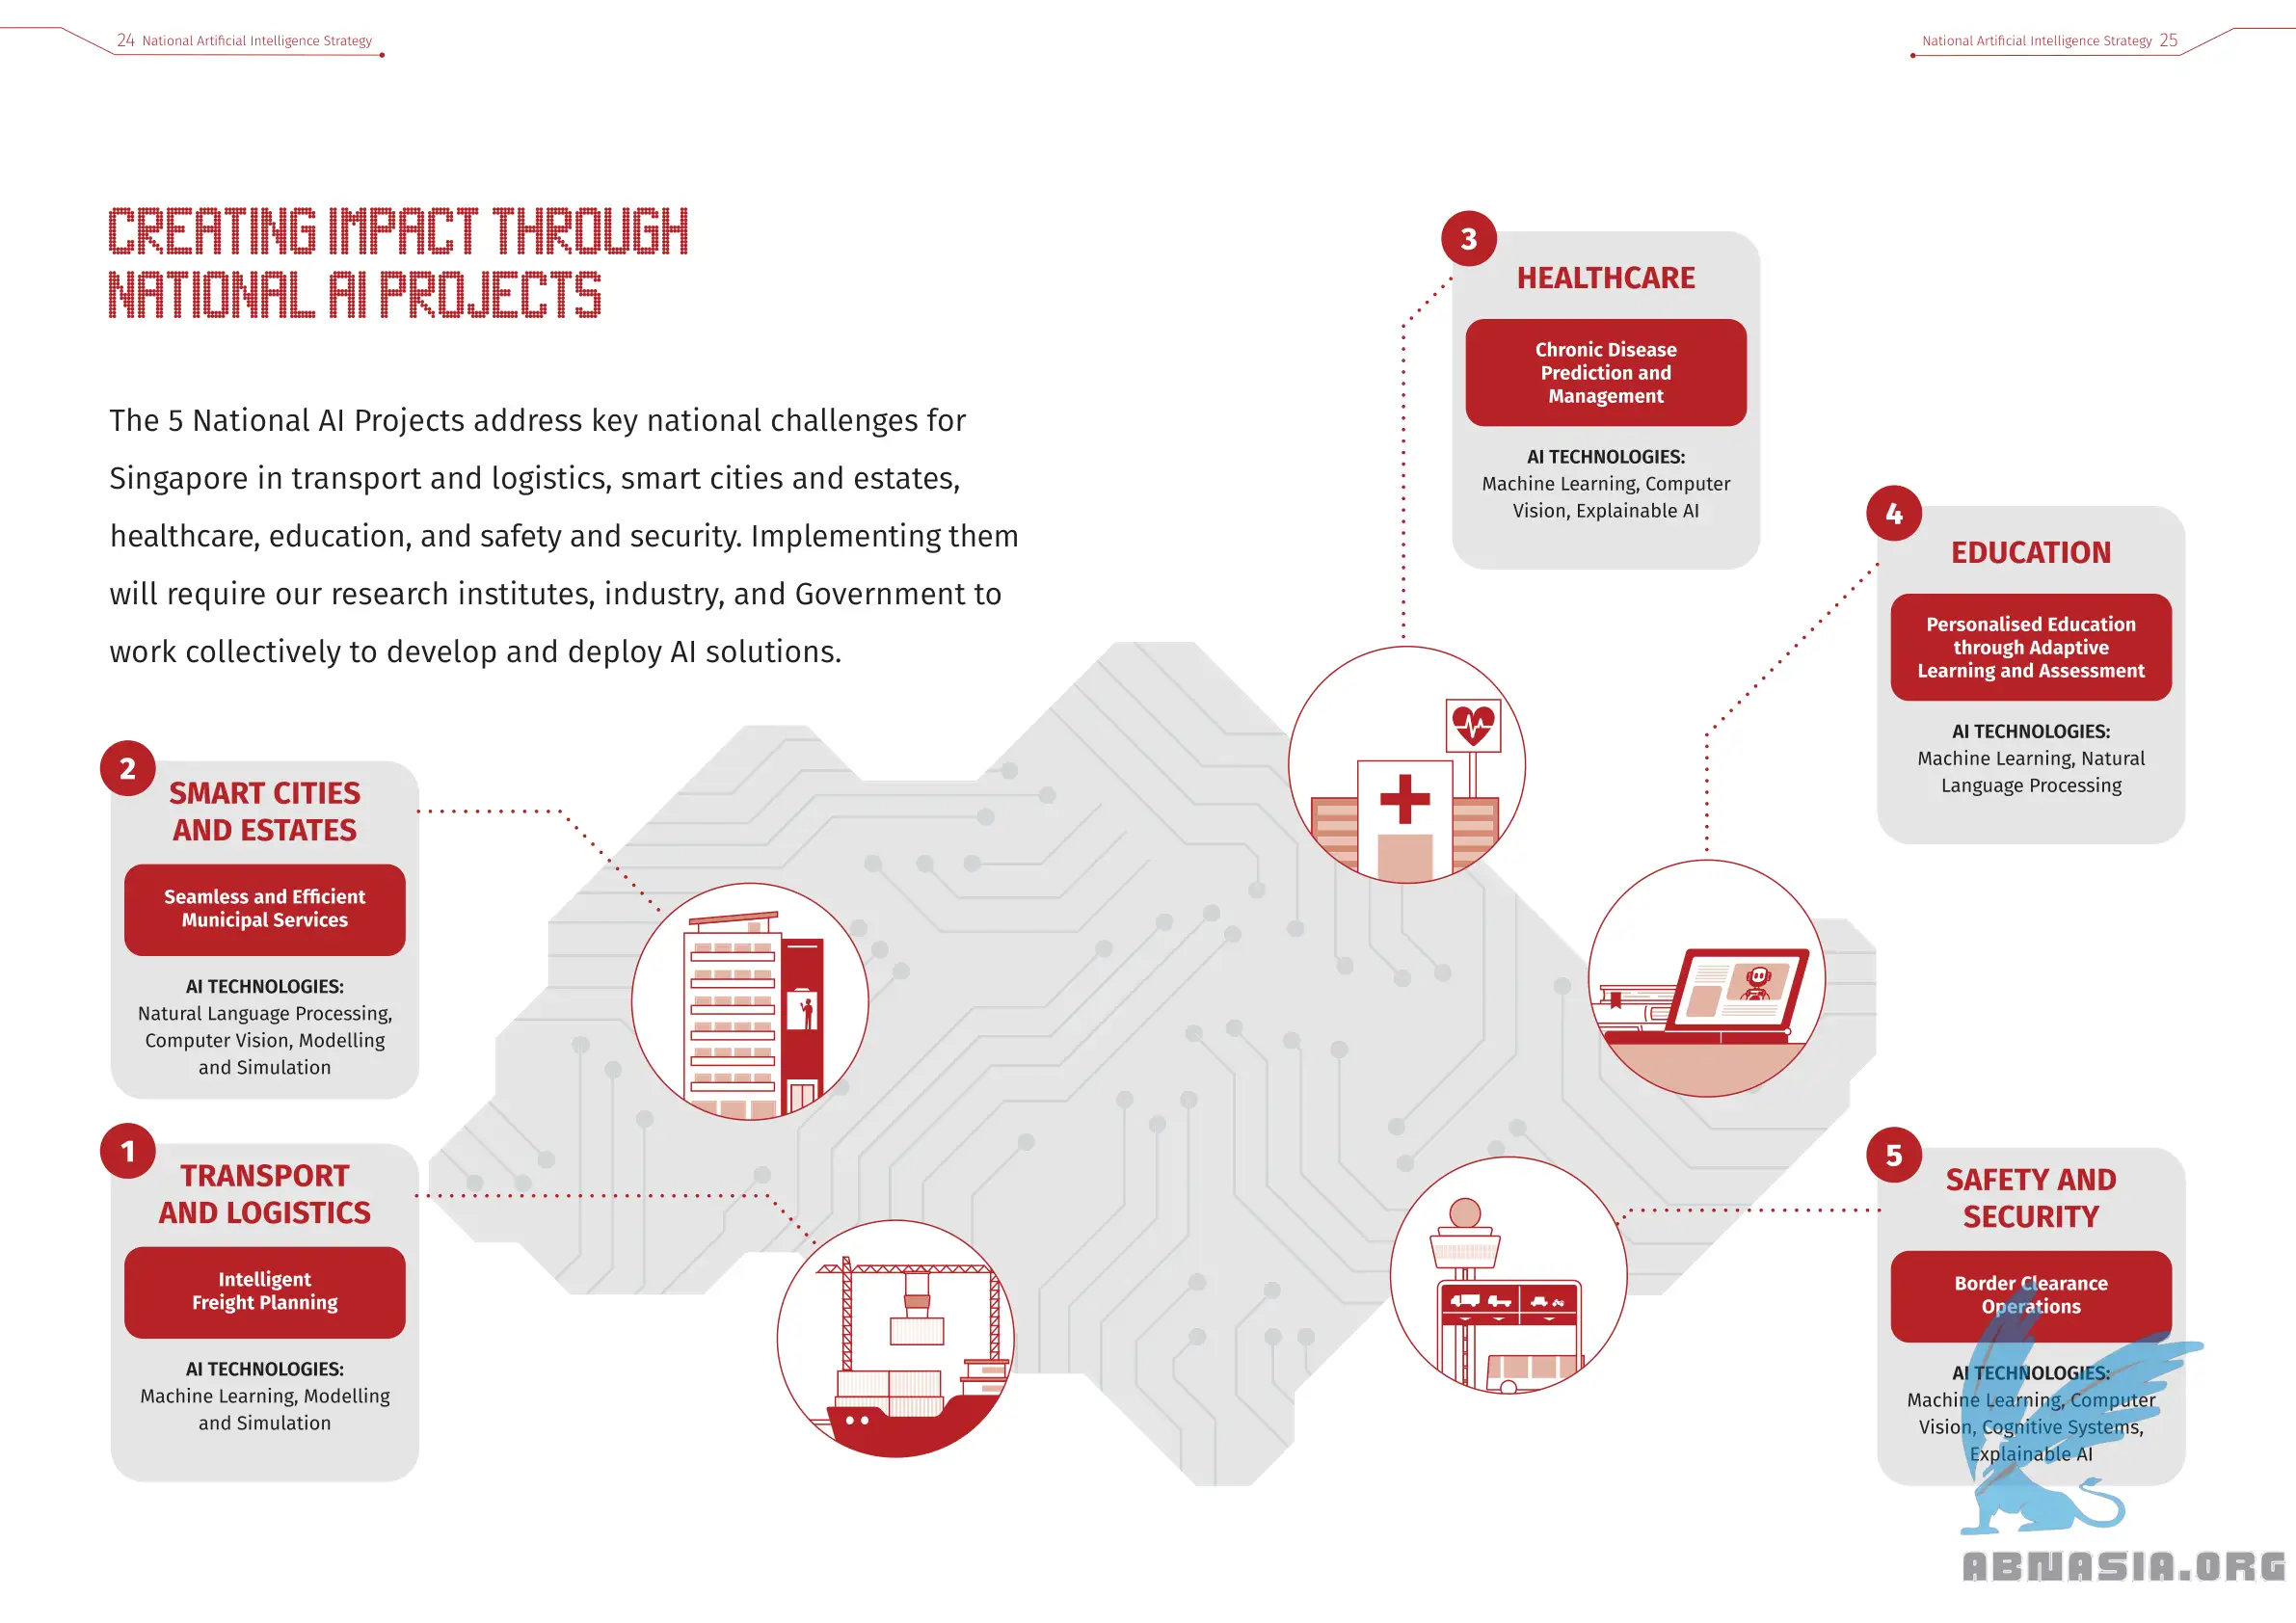 24 National Artificial Intelligence Strategy
National Artificial Intelligence Strategy 25
CREATING IMPACT THROUGH
NATIONAL AI PROJECTS
The 5 National AI Projects address key national challenges for
Singapore in transport and logistics, smart cities and estates,
healthcare, education, and safety and security. Implementing them
will require our research institutes, industry, and Government to
work collectively to develop and deploy AI solutions.
2
SMART CITIES
AND ESTATES
Seamless and Efficient
Municipal Services
AI TECHNOLOGIES:
Natural Language Processing,
Computer Vision, Modelling
and Simulation
1
TRANSPORT
AND LOGISTICS
Intelligent
Freight Planning
AI TECHNOLOGIES:
Machine Learning, Modelling
and Simulation
3
HEALTHCARE
Chronic Disease
Prediction and
Management
AI TECHNOLOGIES:
Machine Learning, Computer
Vision, Explainable AI
4
EDUCATION
Personalised Education
through Adaptive
Learning and Assessment
AI TECHNOLOGIES:
Machine Learning, Natural
Language Processing
5
SAFETY AND
SECURITY
Border Clearance
Operations
AI TECHNOLOGIES:
Machine Learning, Computer
Vision, Cognitive Systems,
Explainable AI
ABNASIA.ORG